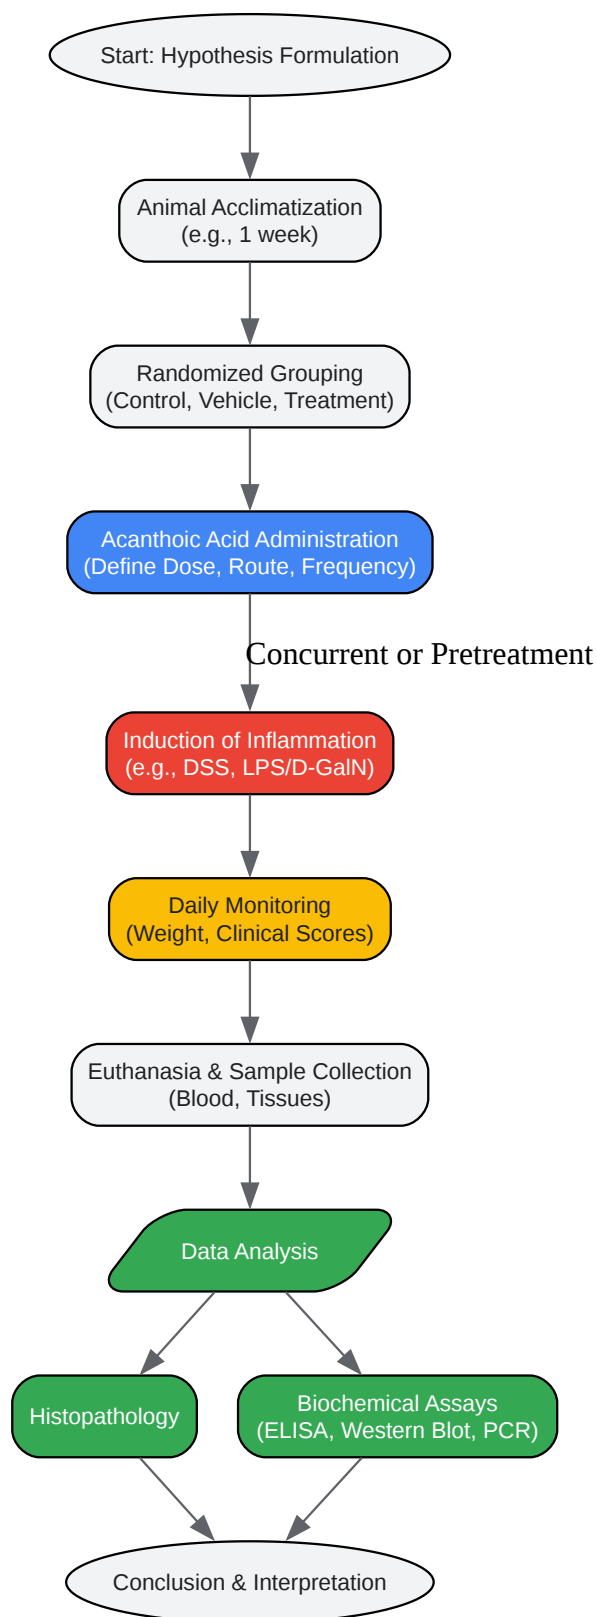 Start: Hypothesis Formulation
Animal Acclimatization
(e.g., 1 week)
Randomized Grouping
(Control, Vehicle, Treatment)
Acanthoic Acid Administration
(Define Dose, Route, Frequency)
Concurrent or Pretreatment
Induction of Inflammation
(e.g., DSS, LPS/D-GalN)
Daily Monitoring
(Weight, Clinical Scores)
Euthanasia & Sample Collection
(Blood, Tissues)
Data Analysis
Histopathology
Biochemical Assays
(ELISA, Western Blot, PCR)
Conclusion & Interpretation